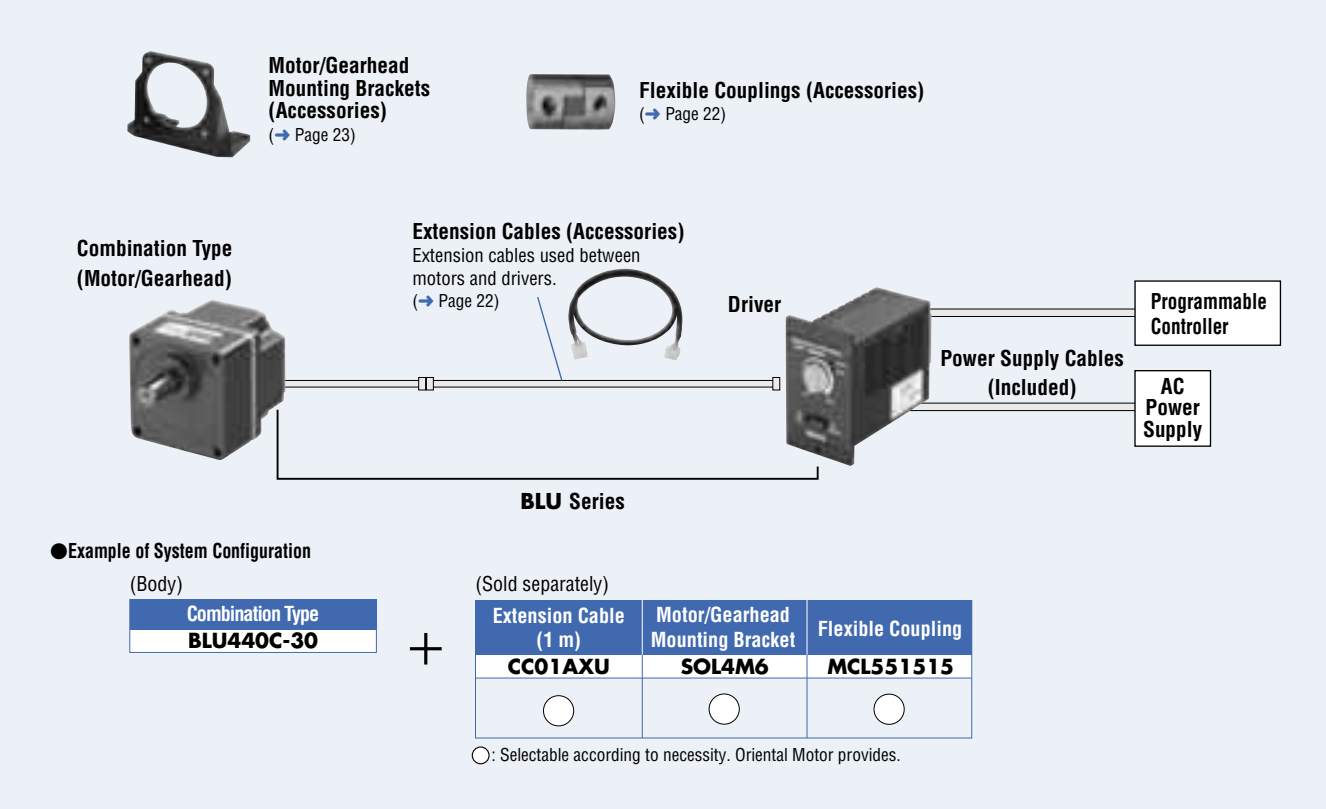 Motor/Gearhead
Mounting Brackets
(Accessories)
(➜ Page 23)
Flexible Couplings (Accessories)
(➜ Page 22)
Combination Type
(Motor/Gearhead)
Extension Cables (Accessories)
Extension cables used between
motors and drivers.
(➜ Page 22)
Driver
Programmable
Controller
Power Supply Cables
(Included)
AC
Power
Supply
BLU Series
●Example of System Configuration
(Body)
Combination Type
BLU440C-30
+
(Sold separately)
Extension Cable
(1 m)
Motor/Gearhead
Mounting Bracket
Flexible Coupling
CC01AXU
SOL4M6
MCL551515
○
○
○
○: Selectable according to necessity. Oriental Motor provides.